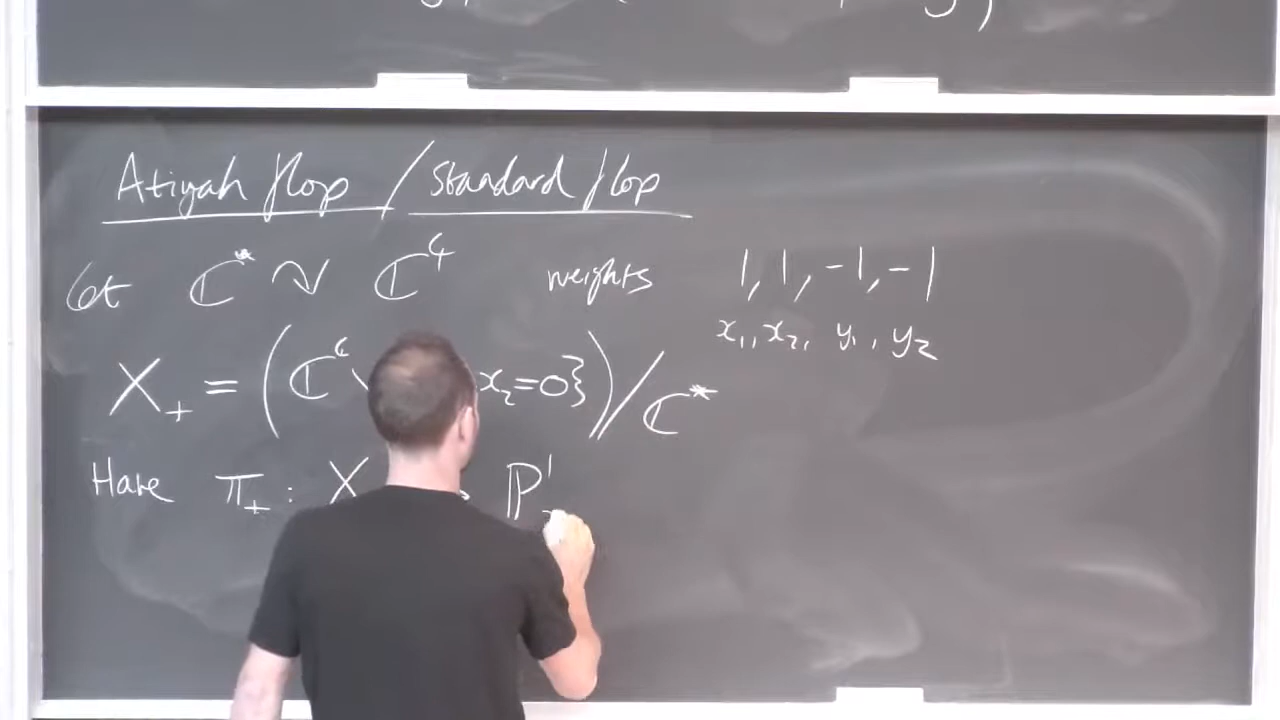 Atiyah flop / Standard flop
Let ℂ* ↷ ℂ⁴ weights 1, 1, -1, -1
x₁, x₂, y₁, y₂
X₊ = (ℂ⁴ \ x₂=0}) / ℂ*
Have π₊ : X ℙ¹